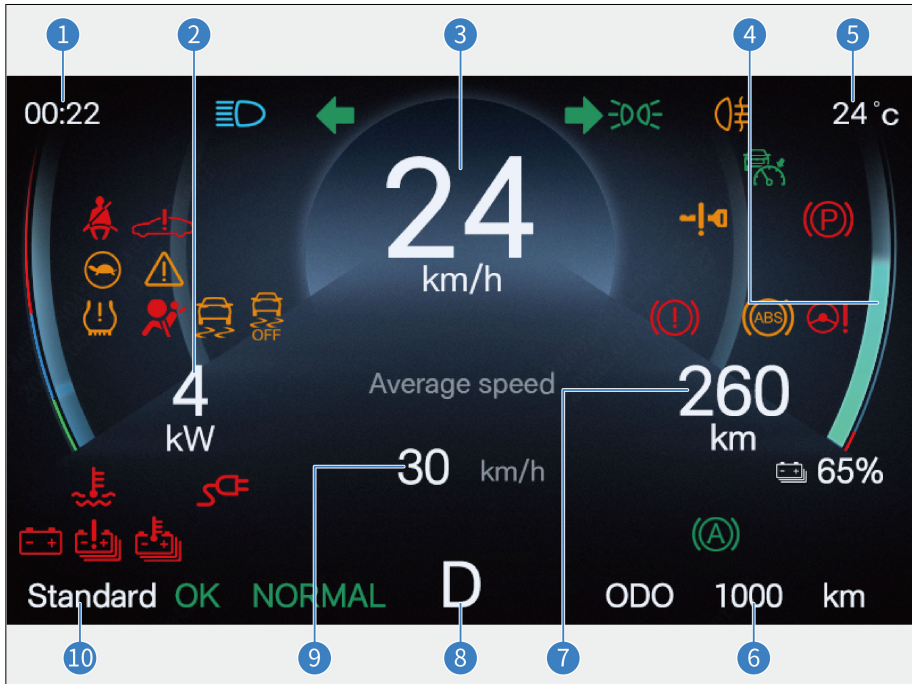 1 2 3 4 5
00:22 24°c
24
km/h
P
OFF
ABS
Average speed
4
kW
260
km
30 km/h
65%
A
Standard OK NORMAL D ODO 1000 km
10 9 8 7 6